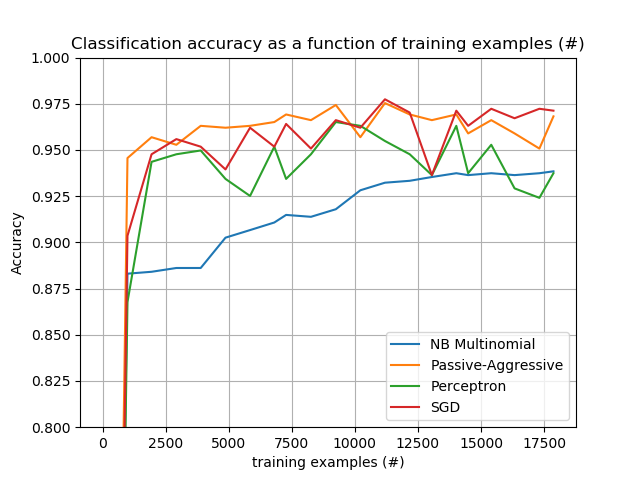 Classification accuracy as a function of training examples (#)
1.000
0.975
0.950
0.925
0.900
0.875
0.850
0.825
0.800
Accuracy
NB Multinomial
Passive-Aggressive
Perceptron
SGD
0 2500 5000 7500 10000 12500 15000 17500
training examples (#)